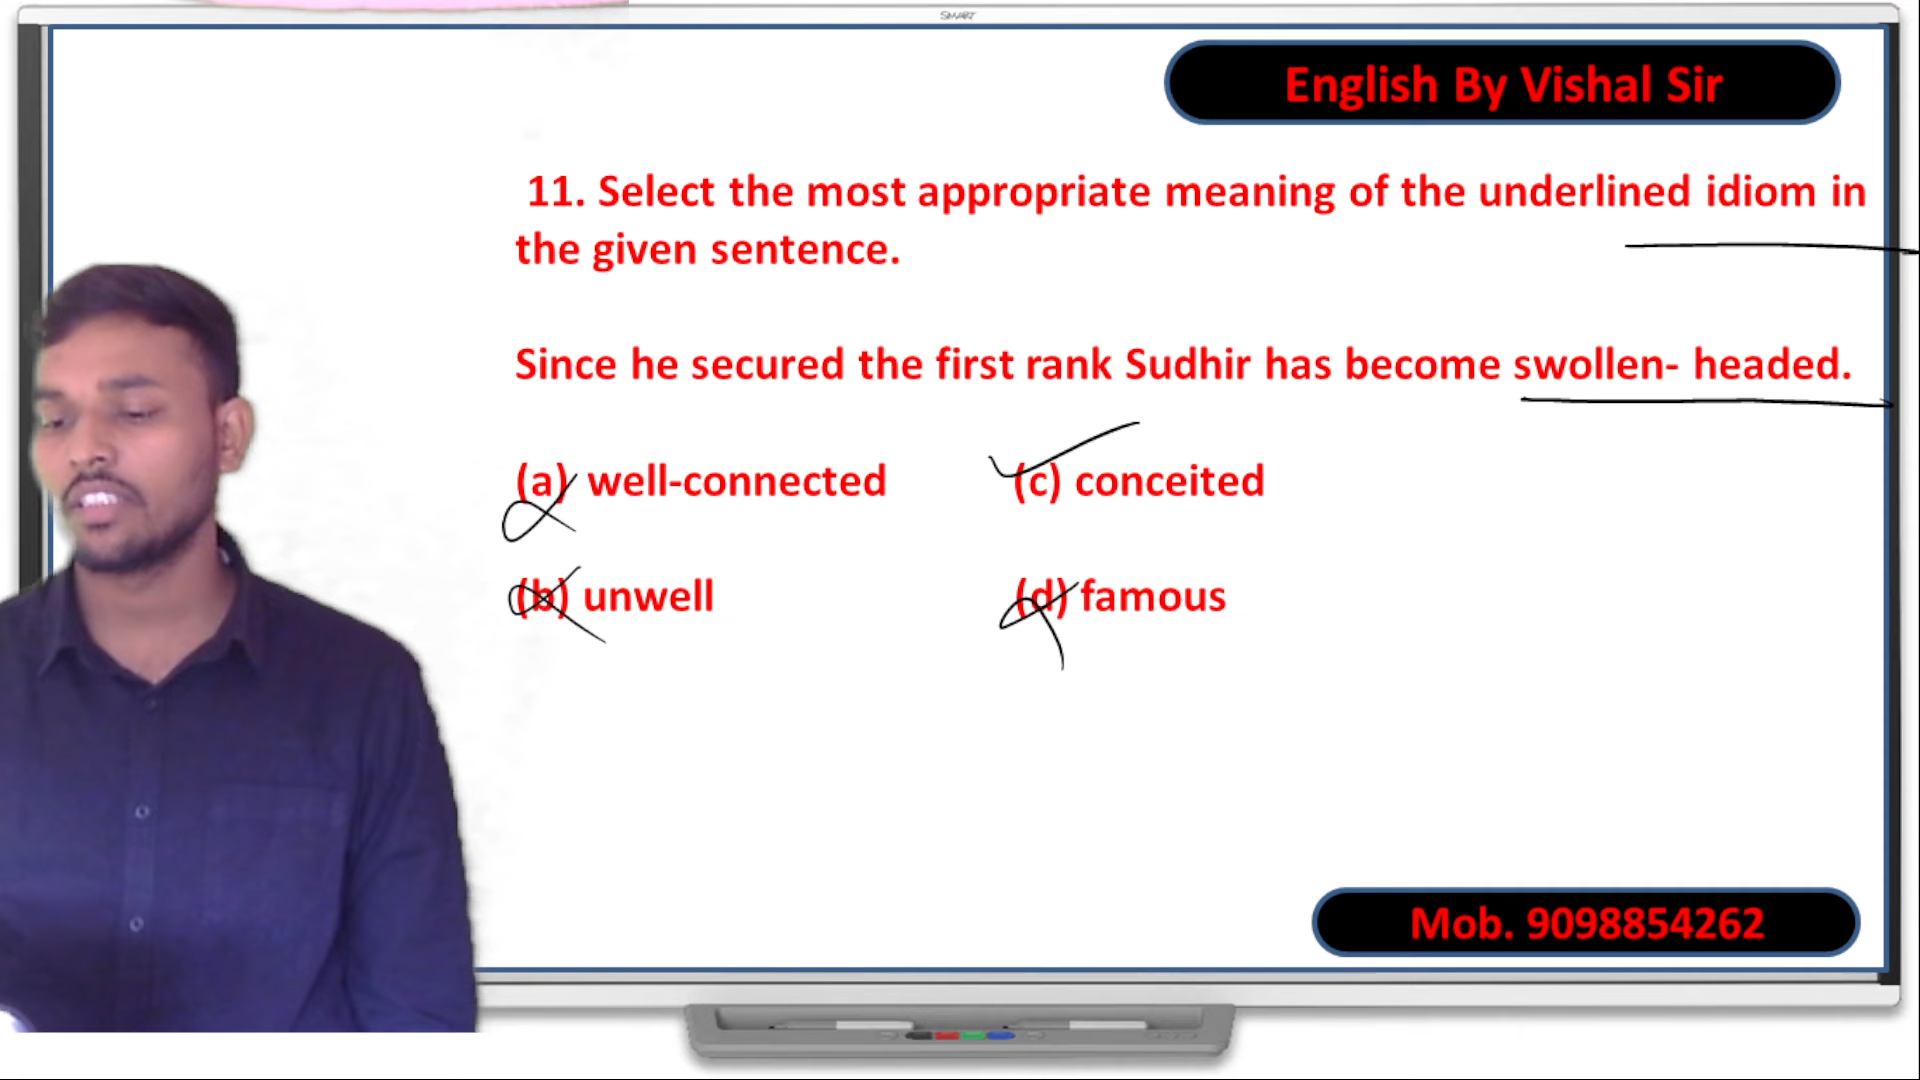 SMART
English By Vishal Sir
11. Select the most appropriate meaning of the underlined idiom in
the given sentence.
Since he secured the first rank Sudhir has become swollen- headed.
(a) well-connected (c) conceited
(b) unwell (d) famous
Mob. 9098854262